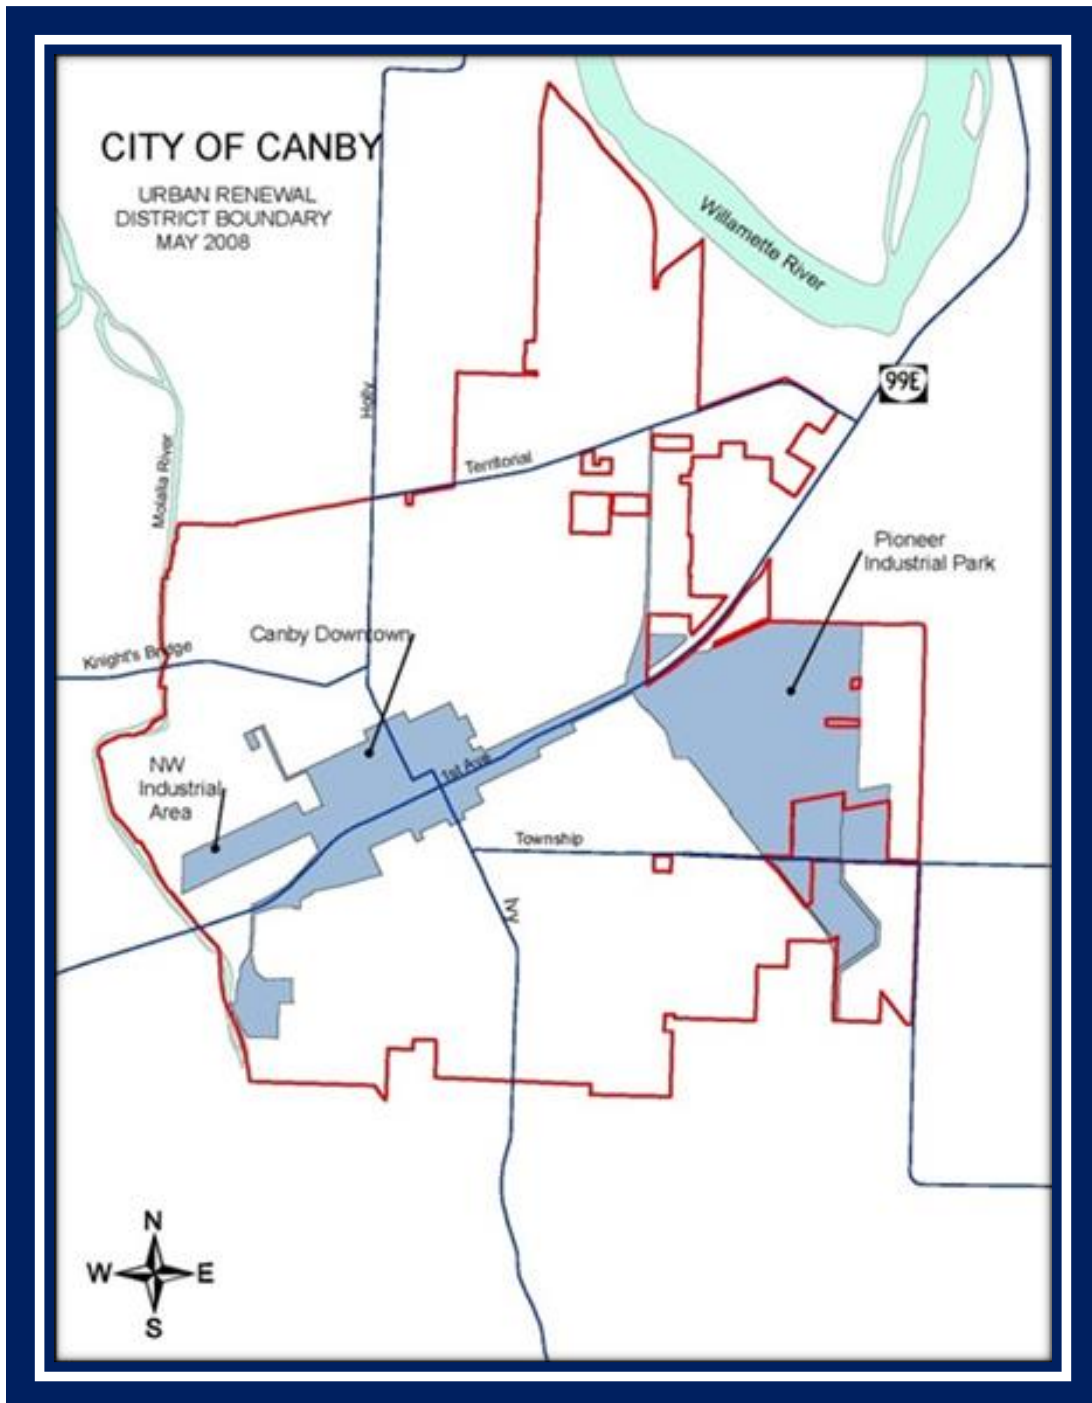 CITY OF CANBY
URBAN RENEWAL
DISTRICT BOUNDARY
MAY 2008
Willamette River
99E
Holly
Territorial
Molalla River
Pioneer
Industrial Park
Canby Downtown
Knight's Bridge
NW
Industrial
Area
1st Ave
Township
Ivy
N
W E
S